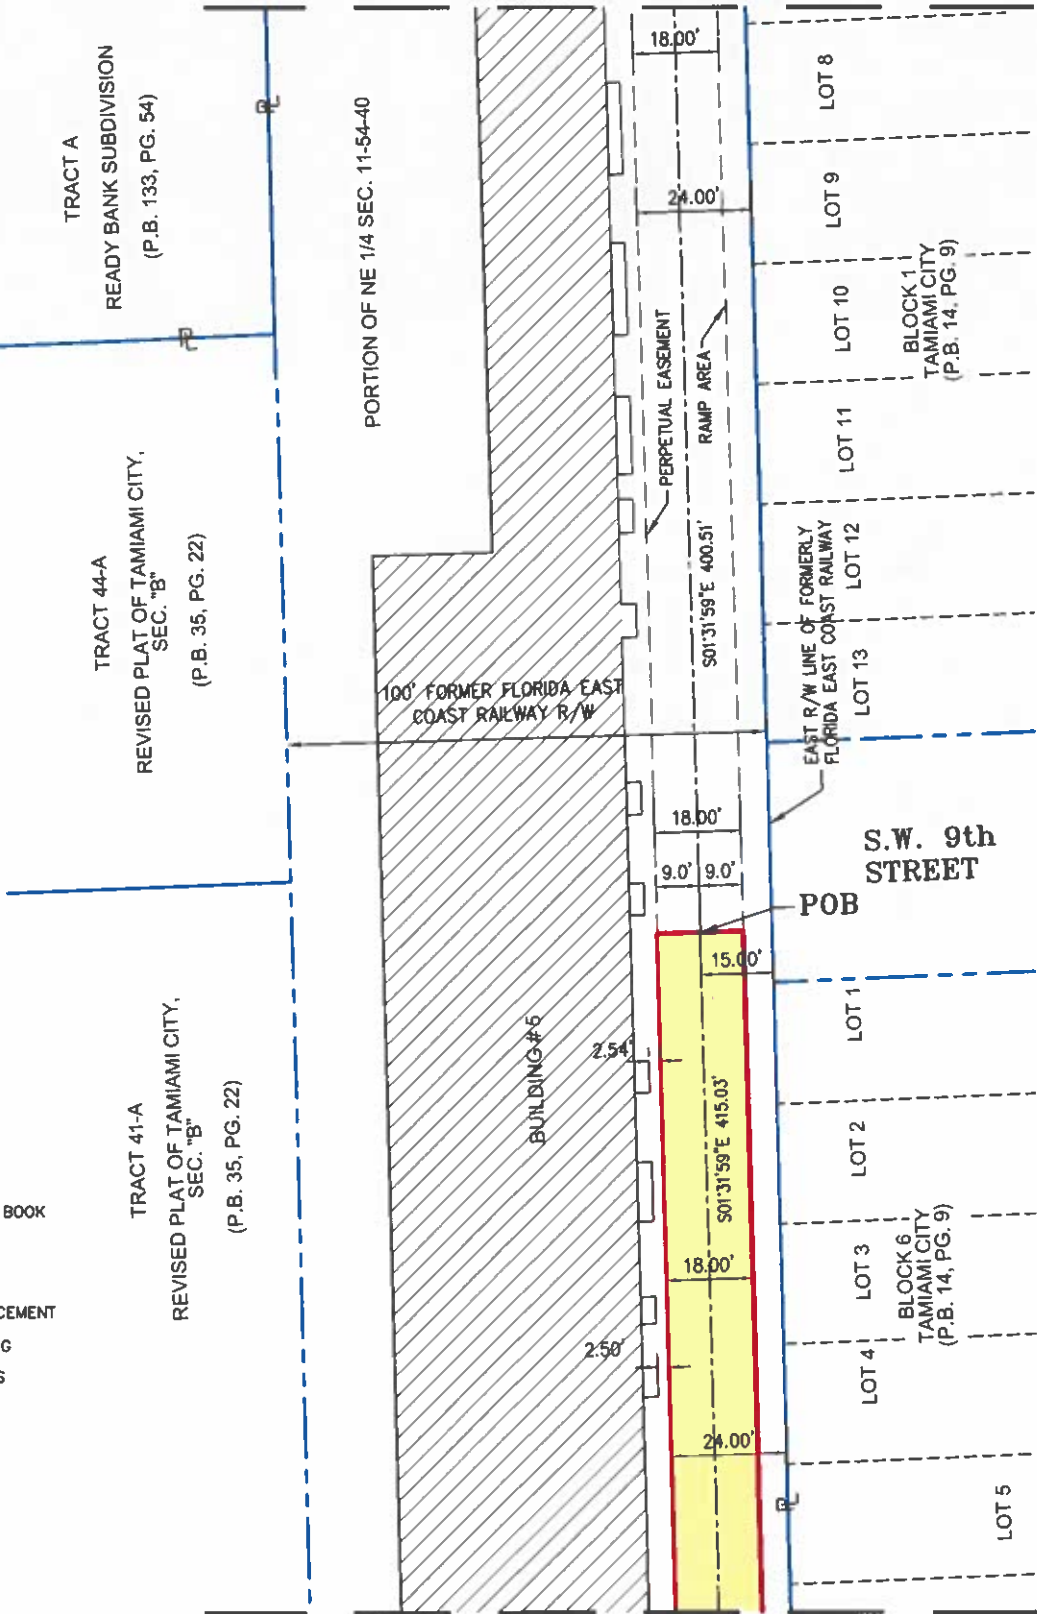 TRACT A
READY BANK SUBDIVISION
(P.B. 133, PG. 54)
PORTION OF NE 1/4 SEC. 11-54-40
18.00'
24.00'
LOT 8
LOT 9
LOT 10
BLOCK 1
TAMIAMI CITY
(P.B. 14, PG. 9)
LOT 11
LOT 12
LOT 13
PERPETUAL EASEMENT
RAMP AREA
S01°31'59"E 400.51'
TRACT 44-A
REVISED PLAT OF TAMIAMI CITY,
SEC. "B"
(P.B. 35, PG. 22)
100' FORMER FLORIDA EAST
COAST RAILWAY R/W
EAST R/W LINE OF FORMERLY
FLORIDA EAST COAST RAILWAY
18.00'
9.0'
9.0'
S.W. 9th
STREET
POB
15.00'
TRACT 41-A
REVISED PLAT OF TAMIAMI CITY,
SEC. "B"
(P.B. 35, PG. 22)
BUILDING #5
2.54'
S01°31'59"E 415.03'
LOT 1
LOT 2
LOT 3
BLOCK 6
TAMIAMI CITY
(P.B. 14, PG. 9)
LOT 4
LOT 5
18.00'
2.50'
24.00'
BOOK
CEMENT
G
S